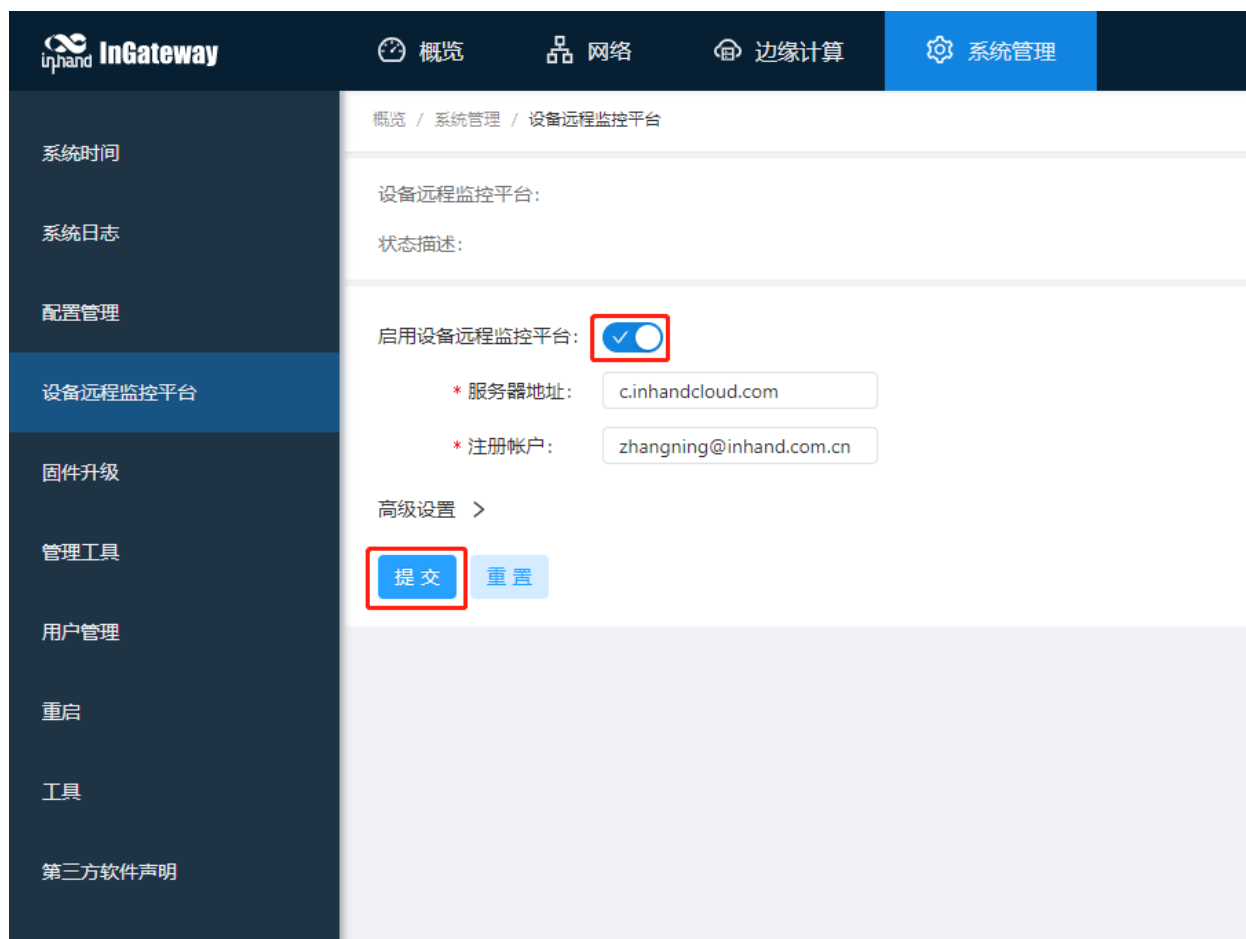 inhand InGateway 概览 网络 边缘计算 系统管理
概览 / 系统管理 / 设备远程监控平台
系统时间
系统日志
配置管理
设备远程监控平台
固件升级
管理工具
用户管理
重启
工具
第三方软件声明
设备远程监控平台:
状态描述:
启用设备远程监控平台:
* 服务器地址: c.inhandcloud.com
* 注册帐户: zhangning@inhand.com.cn
高级设置 >
提 交 重 置